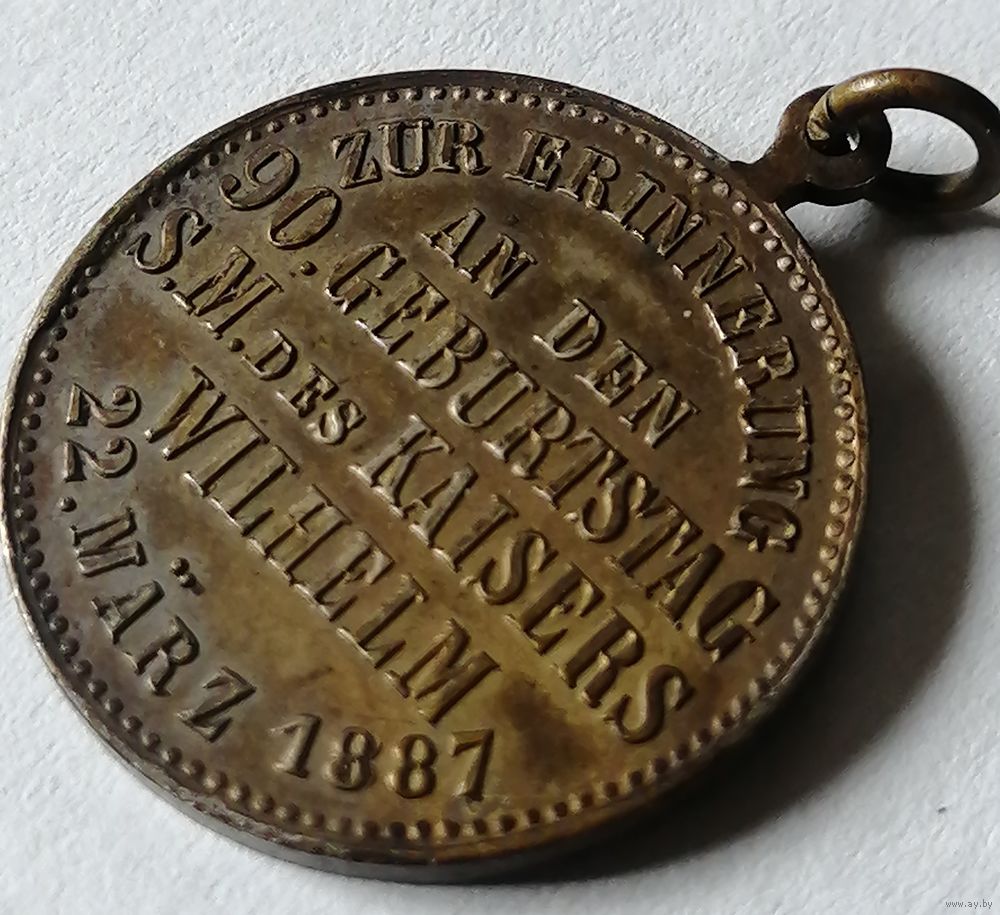 ZUR ERINNERUNG
AN DEN
90. GEBURTSTAG
S.M. DES KAISERS
WILHELM
22. MÄRZ 1887
www.ay.by